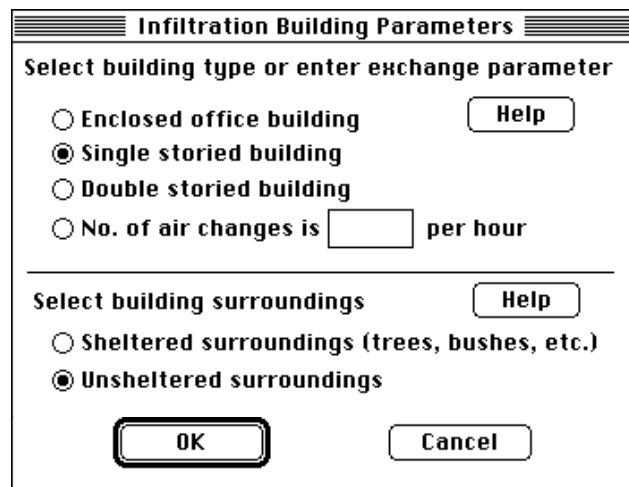 Infiltration Building Parameters
Select building type or enter exchange parameter
Enclosed office building
Help
Single storied building
Double storied building
No. of air changes is per hour
Select building surroundings
Help
Sheltered surroundings (trees, bushes, etc.)
Unsheltered surroundings
OK
Cancel